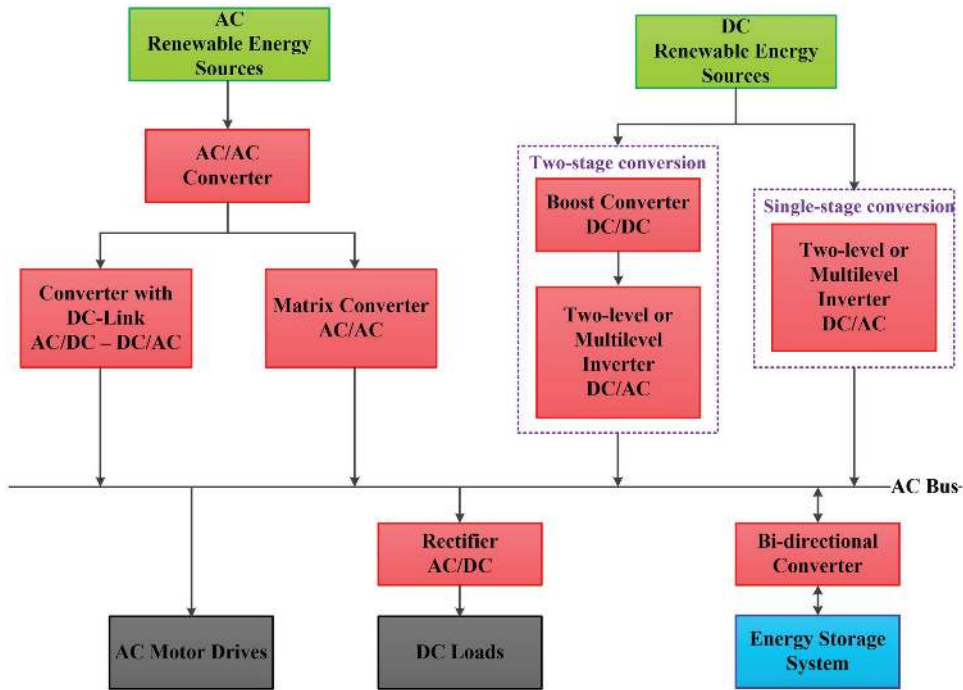 AC
Renewable Energy
Sources
DC
Renewable Energy
Sources
AC/AC
Converter
Two-stage conversion
Boost Converter
DC/DC
Single-stage conversion
Converter with
DC-Link
AC/DC – DC/AC
Matrix Converter
AC/AC
Two-level or
Multilevel
Inverter
DC/AC
Two-level or
Multilevel
Inverter
DC/AC
AC Bus
Rectifier
AC/DC
Bi-directional
Converter
AC Motor Drives
DC Loads
Energy Storage
System